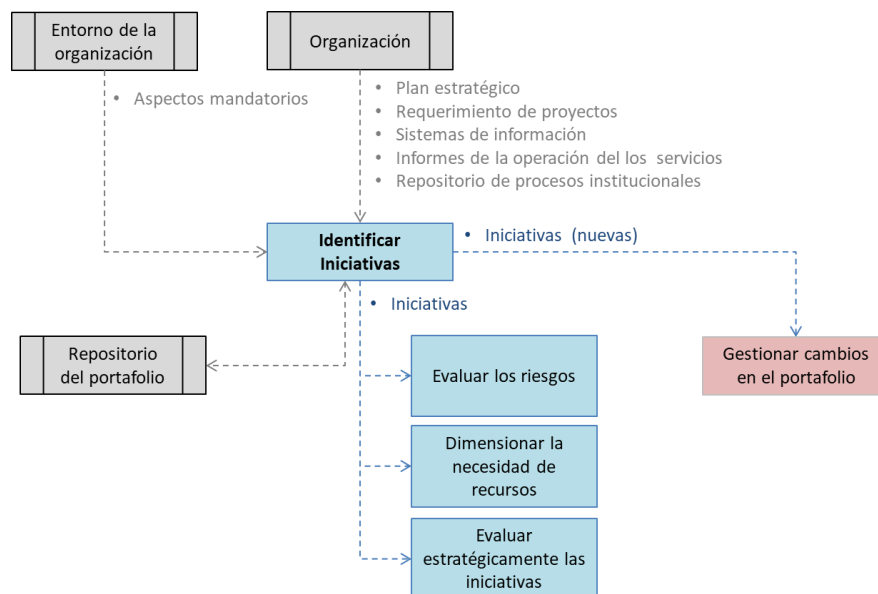 Entorno de la
organización
Organización
• Aspectos mandatorios
• Plan estratégico
• Requerimiento de proyectos
• Sistemas de información
• Informes de la operación del los servicios
• Repositorio de procesos institucionales
Identificar
Iniciativas
• Iniciativas (nuevas)
• Iniciativas
Repositorio
del portafolio
Evaluar los riesgos
Gestionar cambios
en el portafolio
Dimensionar la
necesidad de
recursos
Evaluar
estratégicamente las
iniciativas